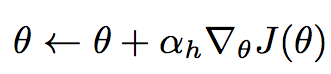 θ ← θ + α_h ∇_θ J(θ)